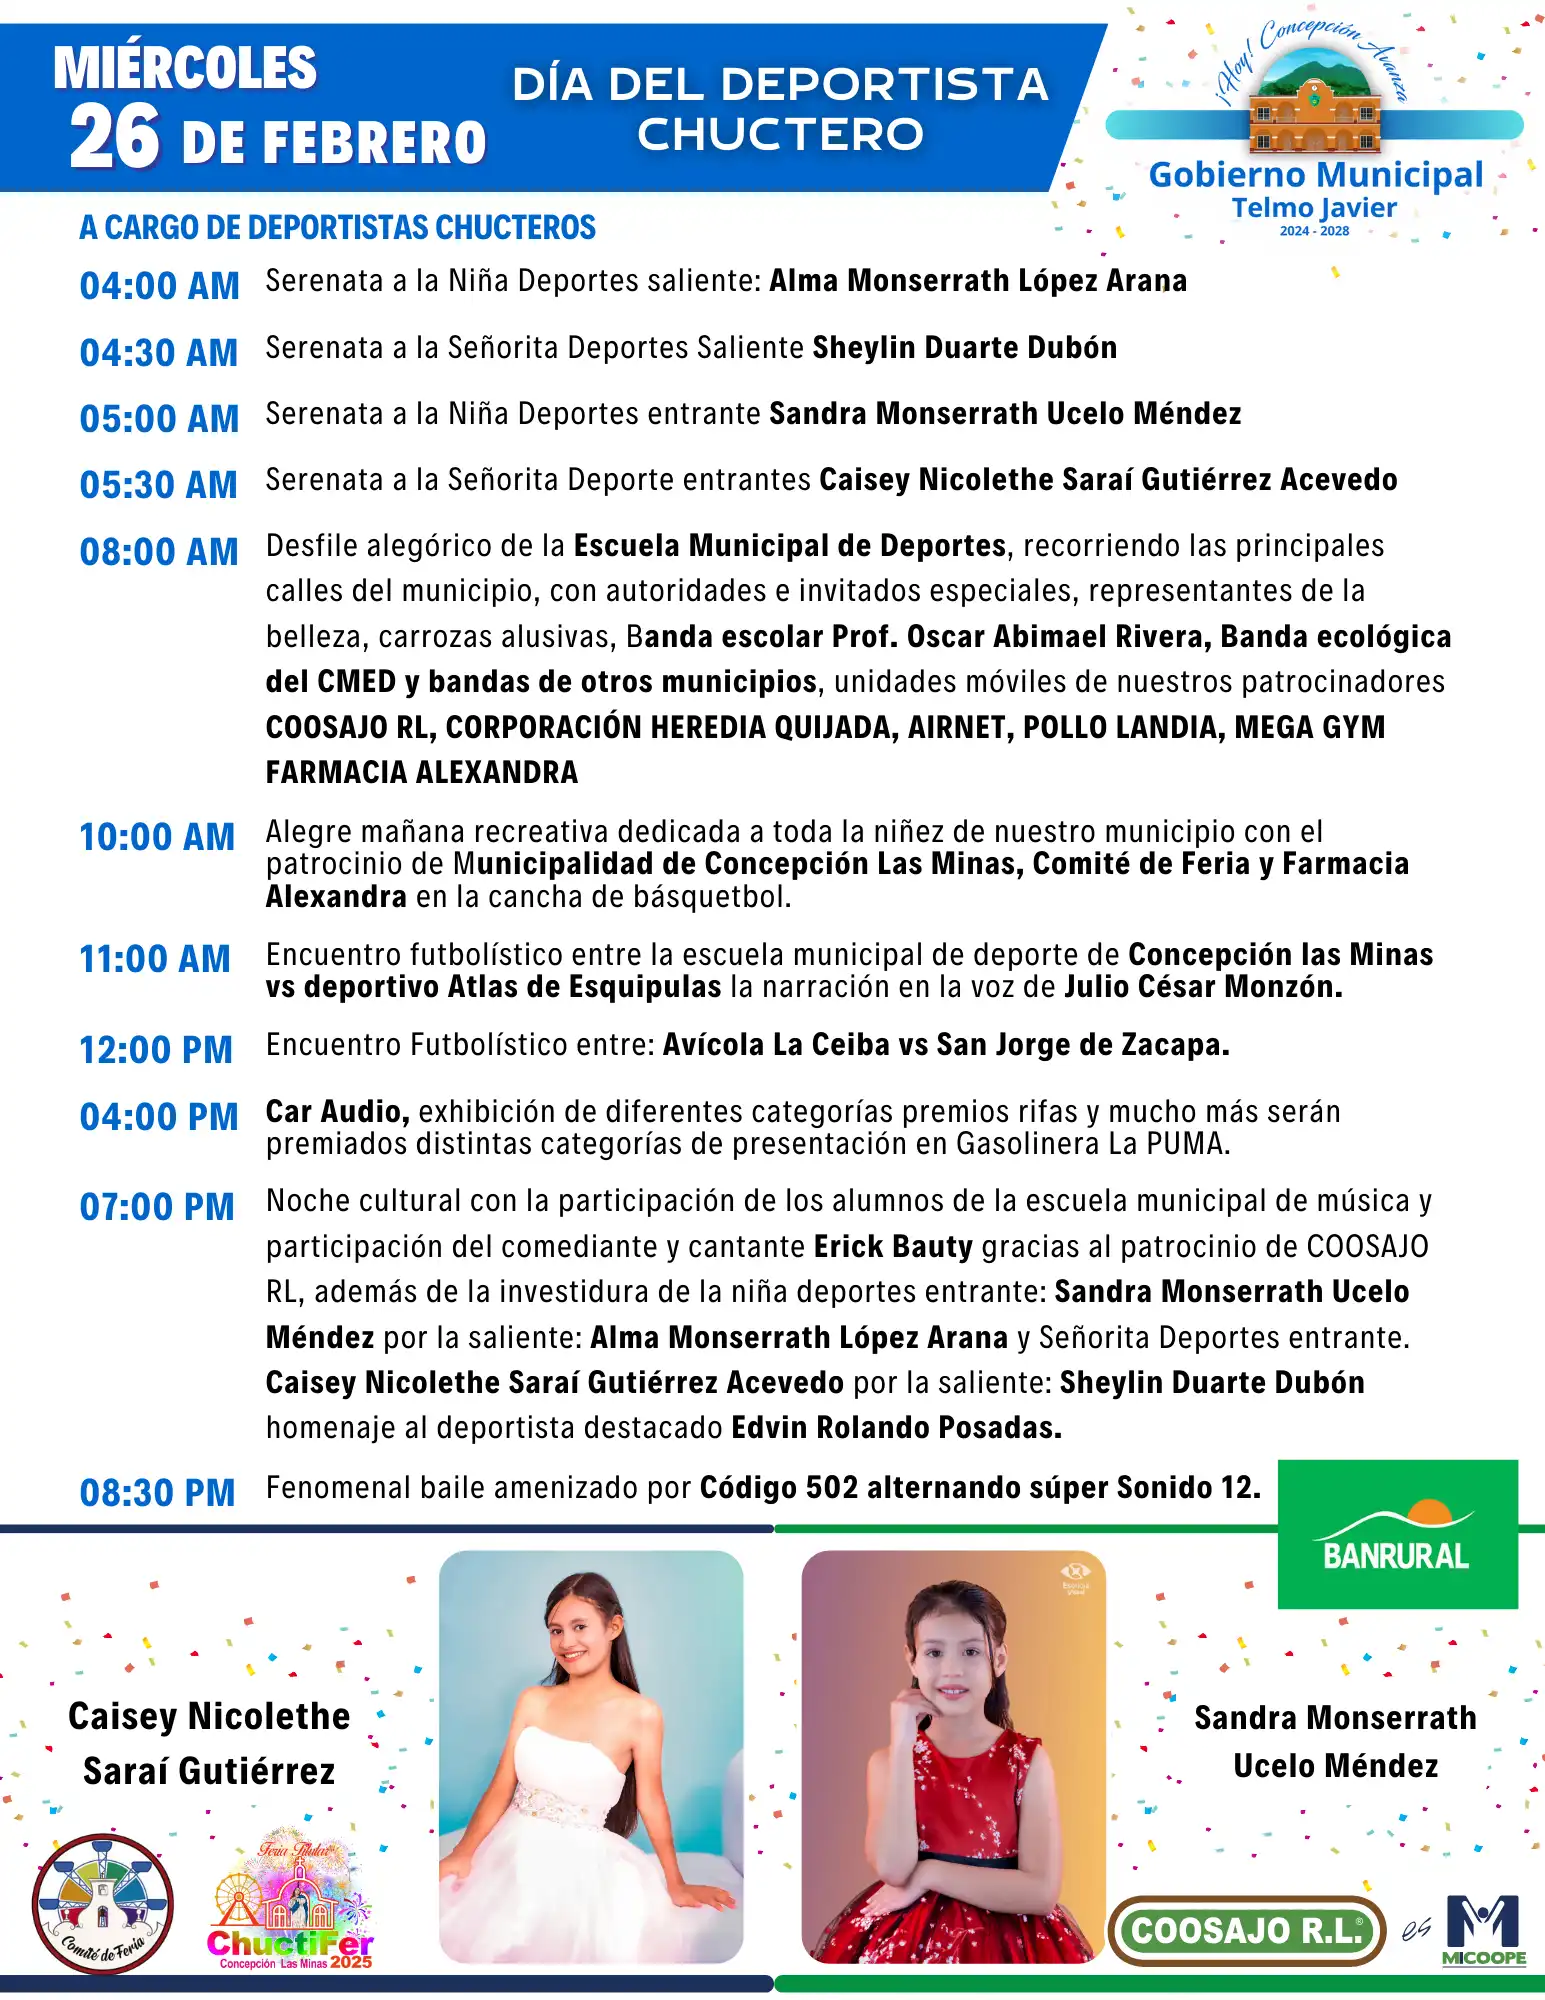 MIÉRCOLES
26 DE FEBRERO
DÍA DEL DEPORTISTA
CHUCTERO
¡Hoy! Concepción Avanza
Gobierno Municipal
Telmo Javier
2024 - 2028
A CARGO DE DEPORTISTAS CHUCTEROS
04:00 AM Serenata a la Niña Deportes saliente: Alma Monserrath López Arana
04:30 AM Serenata a la Señorita Deportes Saliente Sheylin Duarte Dubón
05:00 AM Serenata a la Niña Deportes entrante Sandra Monserrath Ucelo Méndez
05:30 AM Serenata a la Señorita Deporte entrantes Caisey Nicolethe Saraí Gutiérrez Acevedo
08:00 AM Desfile alegórico de la Escuela Municipal de Deportes, recorriendo las principales
calles del municipio, con autoridades e invitados especiales, representantes de la
belleza, carrozas alusivas, Banda escolar Prof. Oscar Abimael Rivera, Banda ecológica
del CMED y bandas de otros municipios, unidades móviles de nuestros patrocinadores
COOSAJO RL, CORPORACIÓN HEREDIA QUIJADA, AIRNET, POLLO LANDIA, MEGA GYM
FARMACIA ALEXANDRA
10:00 AM Alegre mañana recreativa dedicada a toda la niñez de nuestro municipio con el
patrocinio de Municipalidad de Concepción Las Minas, Comité de Feria y Farmacia
Alexandra en la cancha de básquetbol.
11:00 AM Encuentro futbolístico entre la escuela municipal de deporte de Concepción las Minas
vs deportivo Atlas de Esquipulas la narración en la voz de Julio César Monzón.
12:00 PM Encuentro Futbolístico entre: Avícola La Ceiba vs San Jorge de Zacapa.
04:00 PM Car Audio, exhibición de diferentes categorías premios rifas y mucho más serán
premiados distintas categorías de presentación en Gasolinera La PUMA.
07:00 PM Noche cultural con la participación de los alumnos de la escuela municipal de música y
participación del comediante y cantante Erick Bauty gracias al patrocinio de COOSAJO
RL, además de la investidura de la niña deportes entrante: Sandra Monserrath Ucelo
Méndez por la saliente: Alma Monserrath López Arana y Señorita Deportes entrante.
Caisey Nicolethe Saraí Gutiérrez Acevedo por la saliente: Sheylin Duarte Dubón
homenaje al deportista destacado Edvin Rolando Posadas.
08:30 PM Fenomenal baile amenizado por Código 502 alternando súper Sonido 12.
BANRURAL
Caisey Nicolethe
Saraí Gutiérrez
Sandra Monserrath
Ucelo Méndez
Comité de Feria
Feria Titular
ChuctiFer
Concepción Las Minas 2025
COOSAJO R.L.®
es
MICOOPE